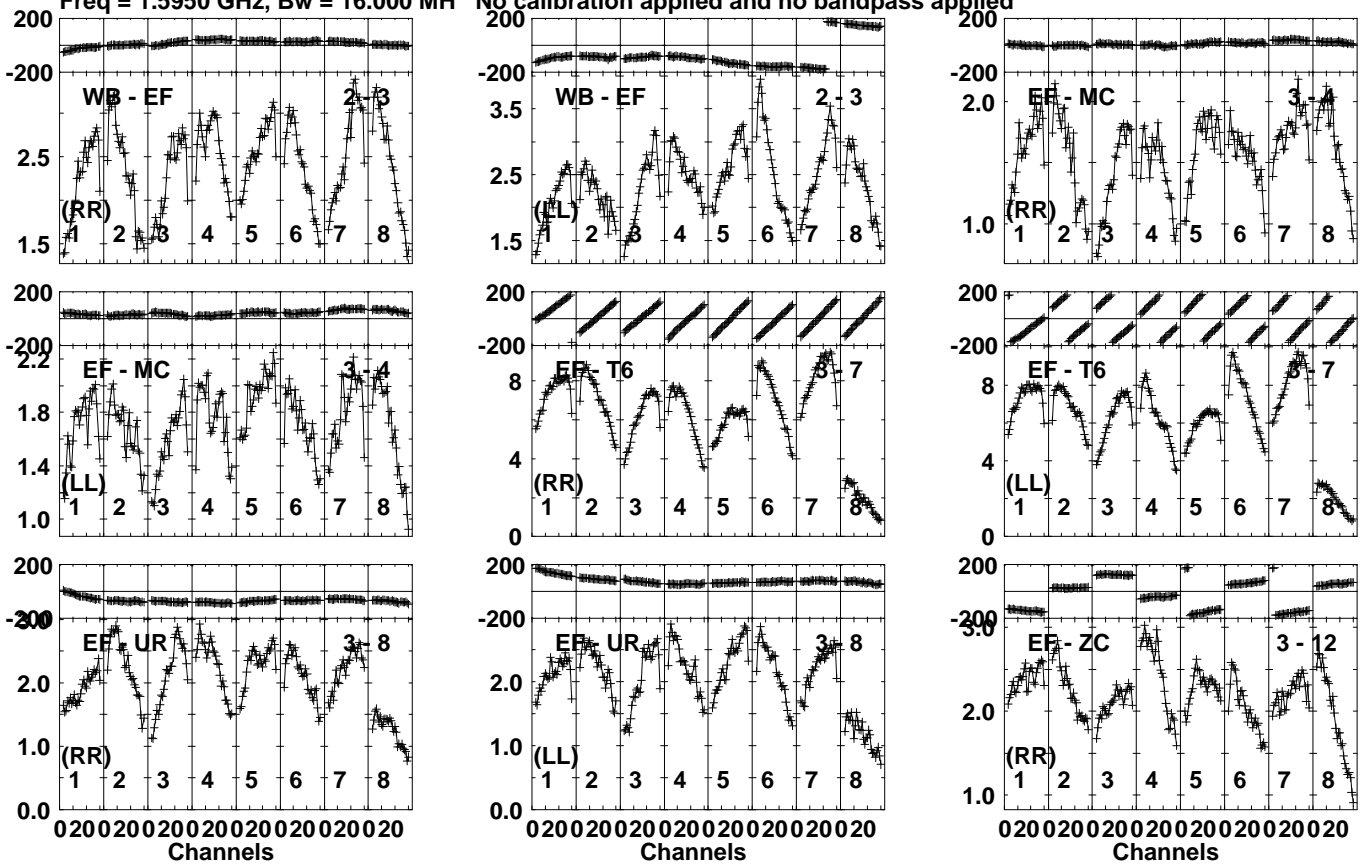 Freq = 1.5950 GHz, Bw = 16.000 MH No calibration applied and no bandpass applied
200
-200
WB - EF 2 - 3
2.5
1.5
(RR)
1 2 3 4 5 6 7 8
200
-200
WB - EF 2 - 3
3.5
2.5
1.5
(LL)
1 2 3 4 5 6 7 8
200
-200
EF - MC 3 - 4
2.0
1.0
(RR)
1 2 3 4 5 6 7 8
200
-200
2.2
EF - MC 3 - 4
1.8
1.4
1.0
(LL)
1 2 3 4 5 6 7 8
200
-200
EF - T6 3 - 7
8
4
0
(RR)
1 2 3 4 5 6 7 8
200
-200
EF - T6 3 - 7
8
4
0
(LL)
1 2 3 4 5 6 7 8
200
-200
3.0
EF - UR 3 - 8
2.0
1.0
0.0
(RR)
1 2 3 4 5 6 7 8
0 20 0 20 0 20 0 20 0 20 0 20 0 20 0 20
Channels
200
-200
EF - UR 3 - 8
2.0
1.0
0.0
(LL)
1 2 3 4 5 6 7 8
0 20 0 20 0 20 0 20 0 20 0 20 0 20 0 20
Channels
200
-200
3.0
EF - ZC 3 - 12
2.0
1.0
(RR)
1 2 3 4 5 6 7 8
0 20 0 20 0 20 0 20 0 20 0 20 0 20 0 20
Channels